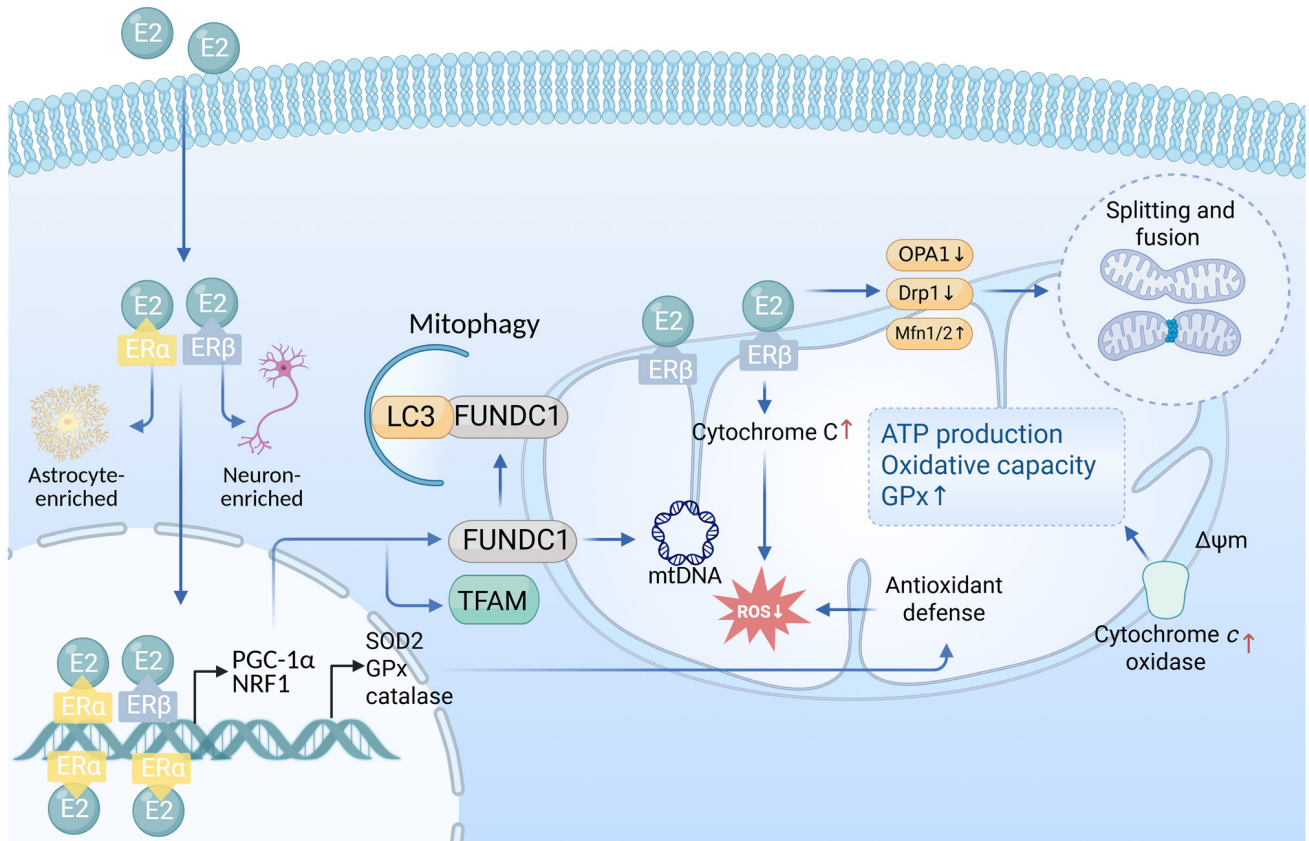 E2
E2
Splitting and
fusion
OPA1↓
Drp1↓
Mfn1/2↑
E2
E2
ERα
ERβ
E2
E2
ERβ
ERβ
Mitophagy
LC3
FUNDC1
Astrocyte-
enriched
Neuron-
enriched
Cytochrome C↑
ATP production
Oxidative capacity
GPx↑
FUNDC1
mtDNA
TFAM
ROS↓
Antioxidant
defense
Δψm
Cytochrome c
oxidase↑
E2
E2
ERα
ERβ
PGC-1α
NRF1
SOD2
GPx
catalase
ERα
ERα
E2
E2